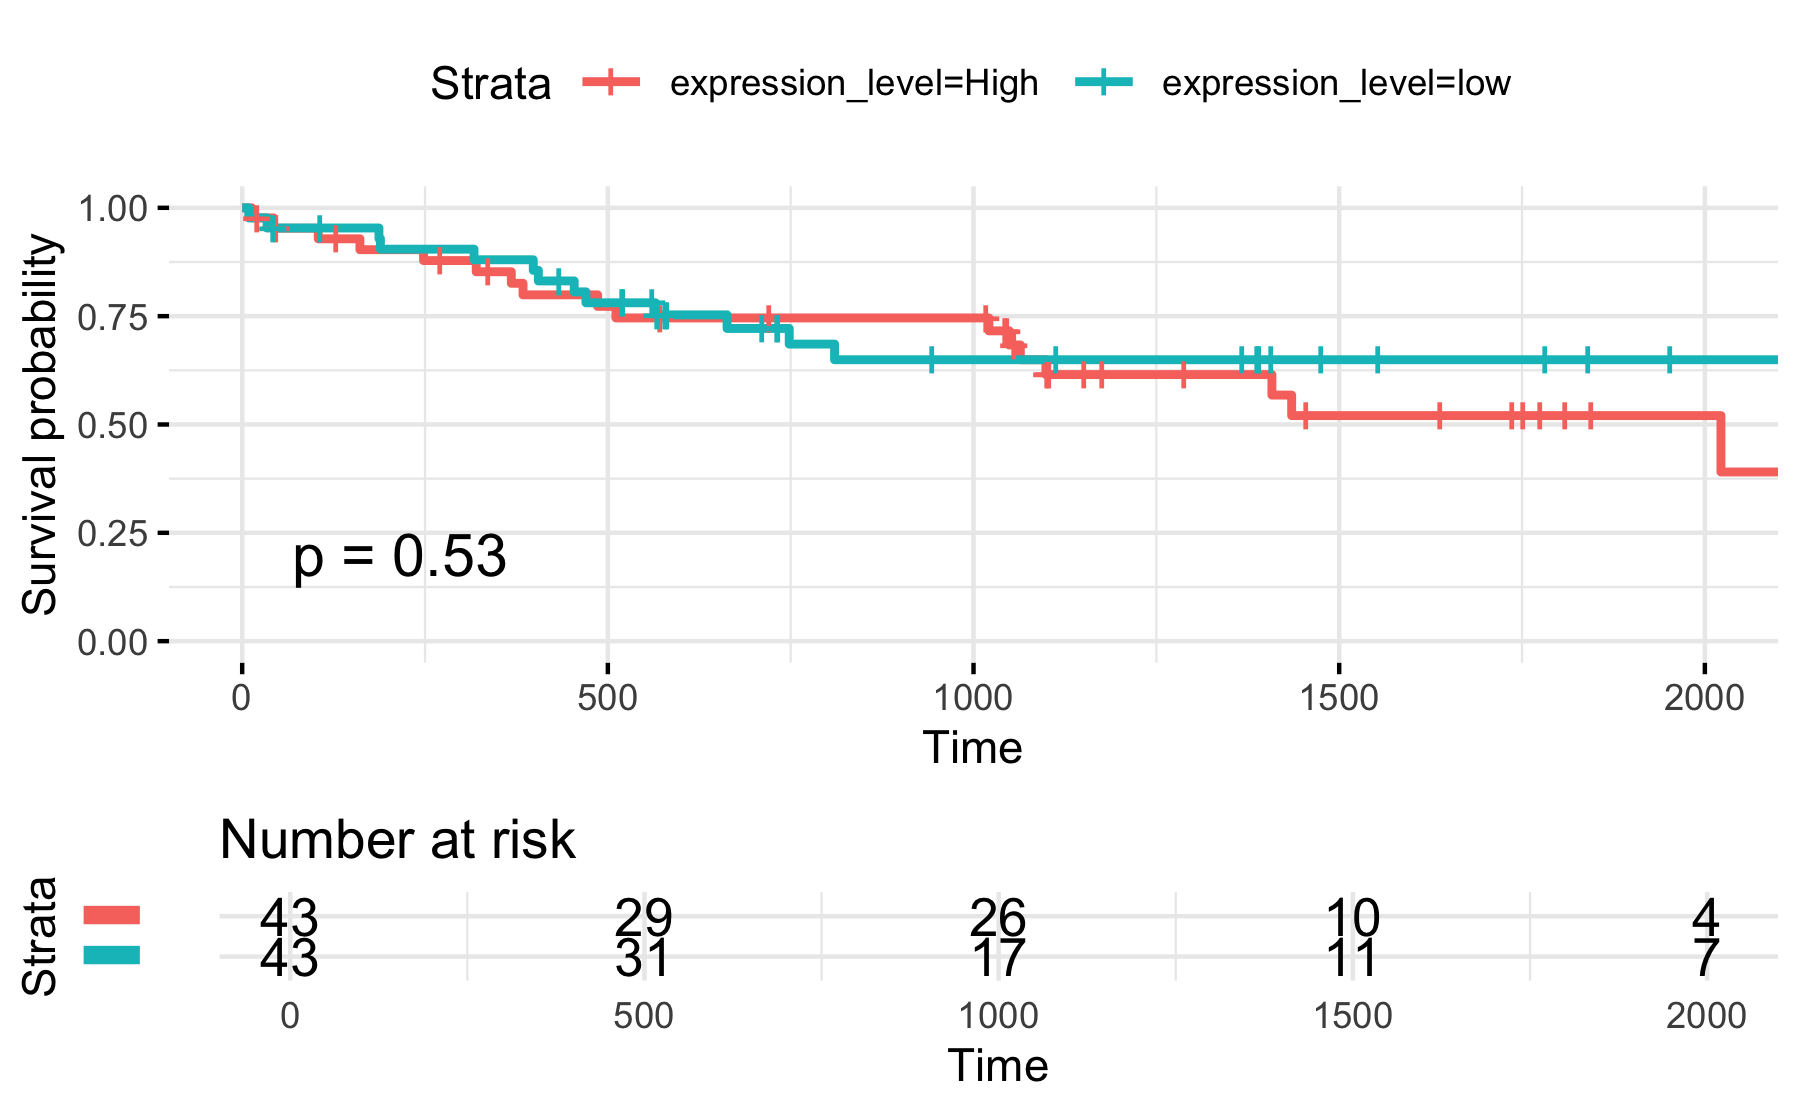 Strata expression_level=High expression_level=low
Survival probability
1.00
0.75
0.50
0.25
0.00
p = 0.53
0 500 1000 1500 2000
Time
Number at risk
Strata
43 29 26 10 4
43 31 17 11 7
0 500 1000 1500 2000
Time